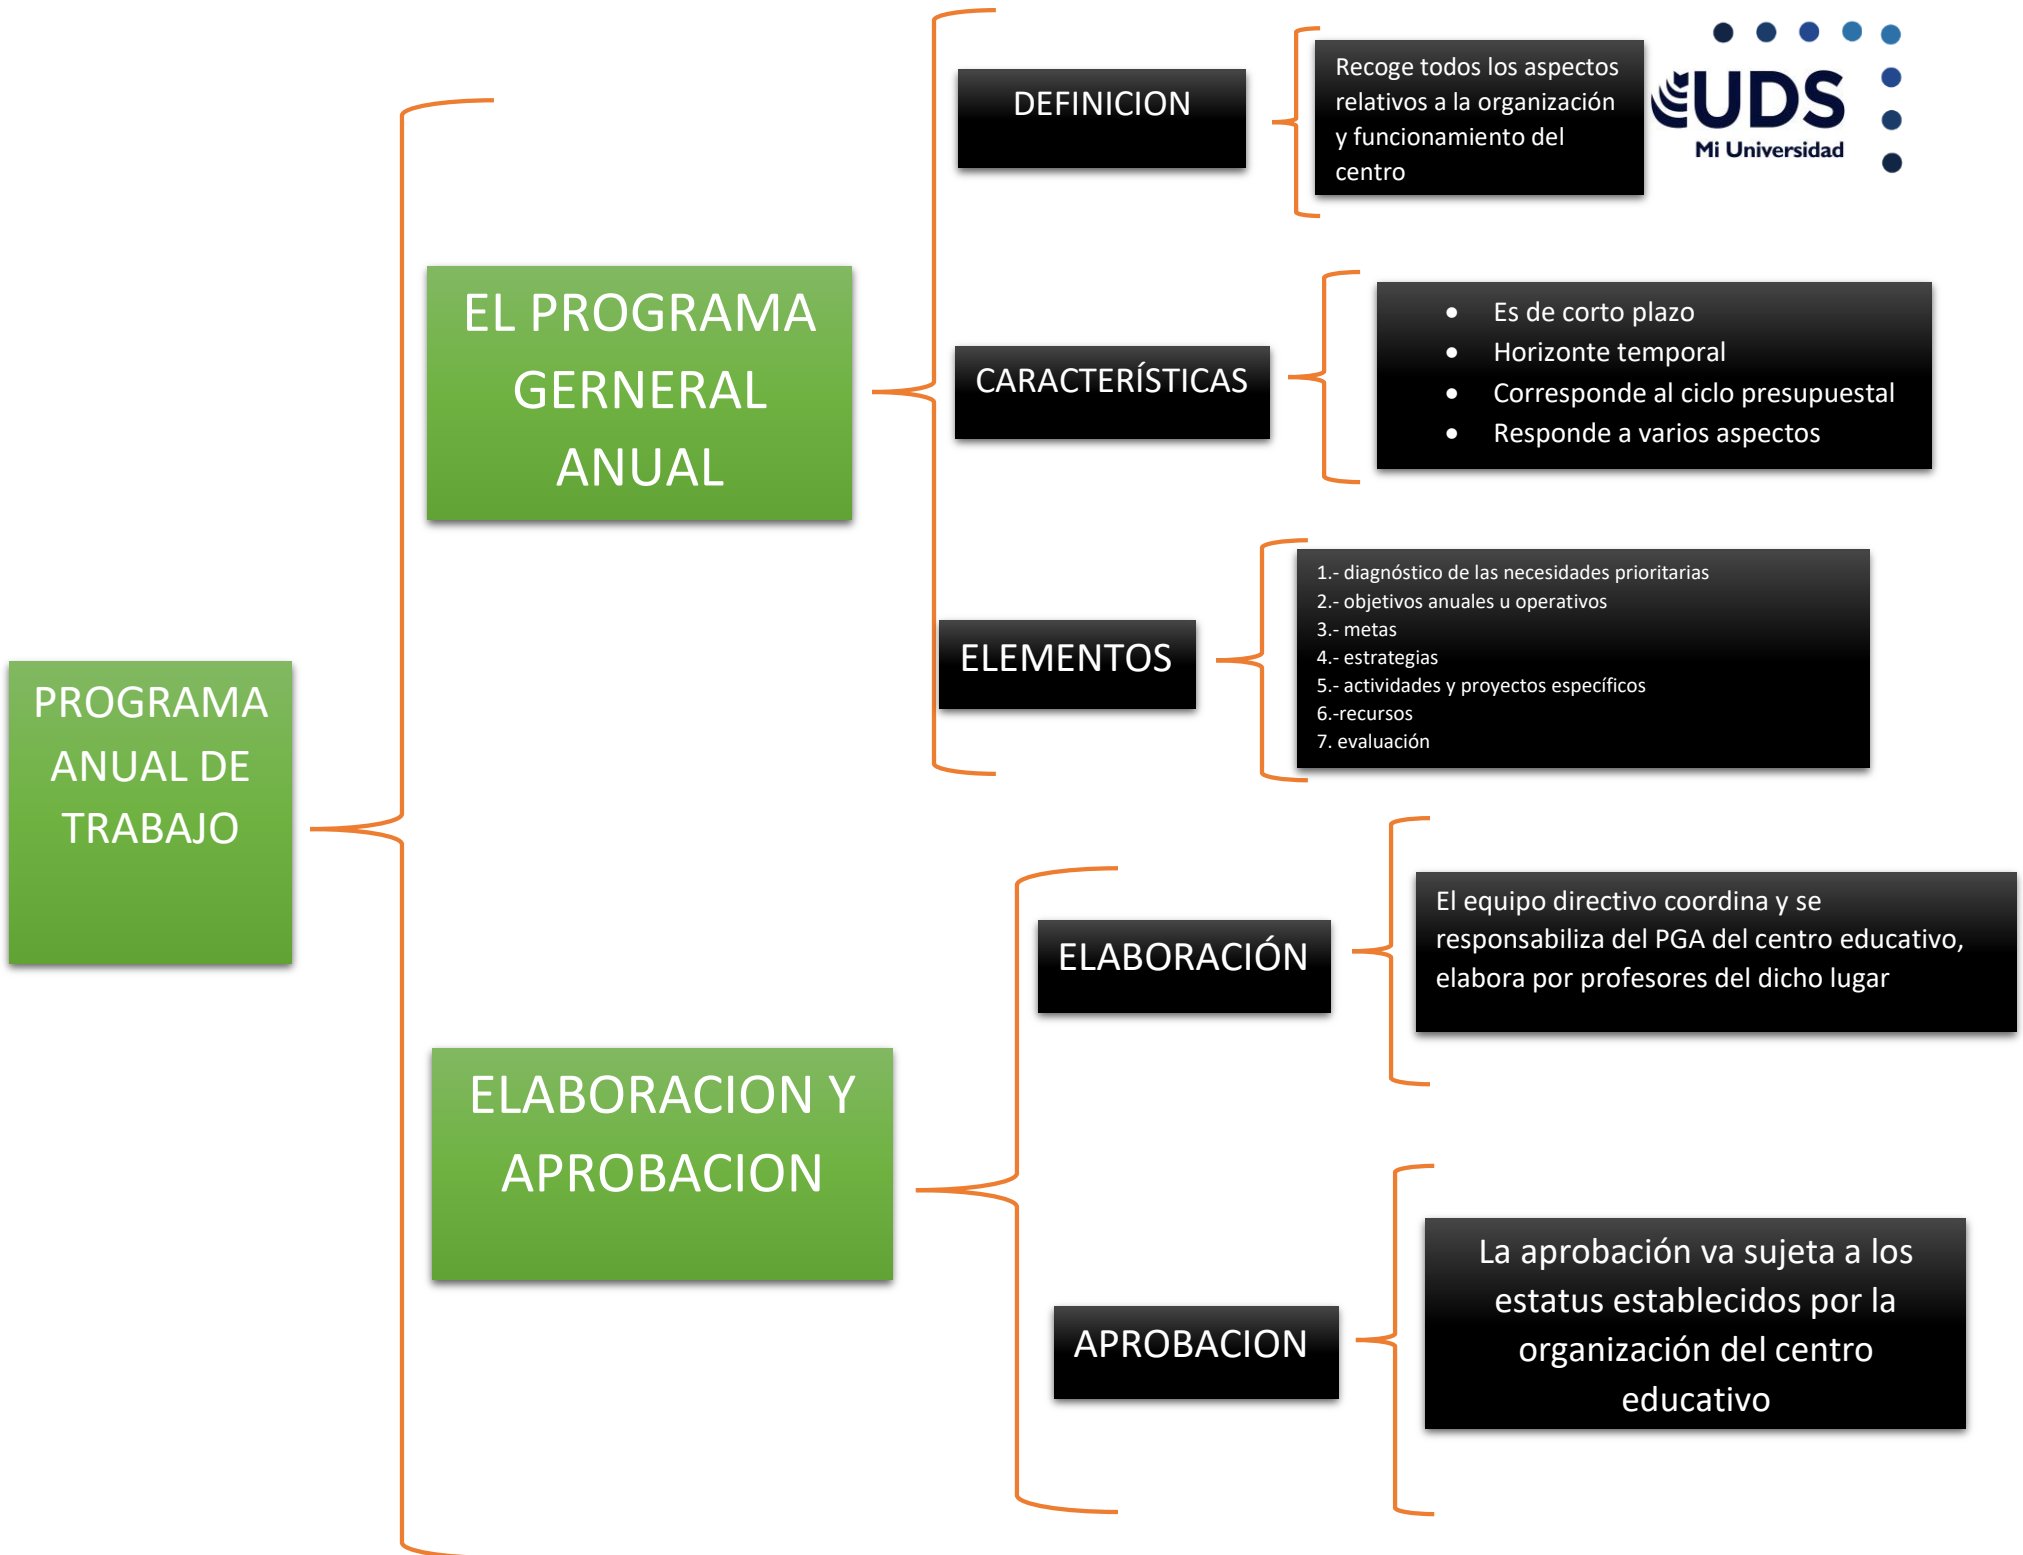 PROGRAMA
ANUAL DE
TRABAJO
EL PROGRAMA
GERNERAL
ANUAL
DEFINICION
Recoge todos los aspectos
relativos a la organización
y funcionamiento del
centro
UDS
Mi Universidad
CARACTERÍSTICAS
• Es de corto plazo
• Horizonte temporal
• Corresponde al ciclo presupuestal
• Responde a varios aspectos
ELEMENTOS
1.- diagnóstico de las necesidades prioritarias
2.- objetivos anuales u operativos
3.- metas
4.- estrategias
5.- actividades y proyectos específicos
6.-recursos
7. evaluación
ELABORACION Y
APROBACION
ELABORACIÓN
El equipo directivo coordina y se
responsabiliza del PGA del centro educativo,
elabora por profesores del dicho lugar
APROBACION
La aprobación va sujeta a los
estatus establecidos por la
organización del centro
educativo